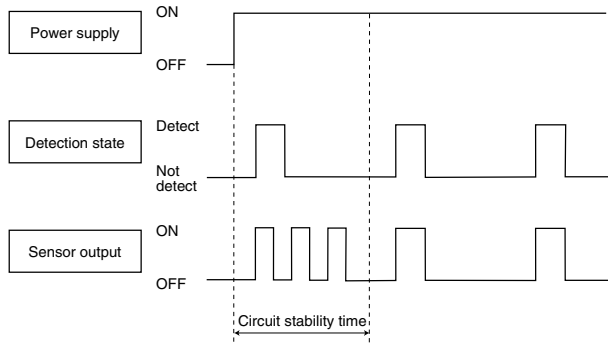 Power supply
ON
OFF
Detection state
Detect
Not
detect
Sensor output
ON
OFF
Circuit stability time